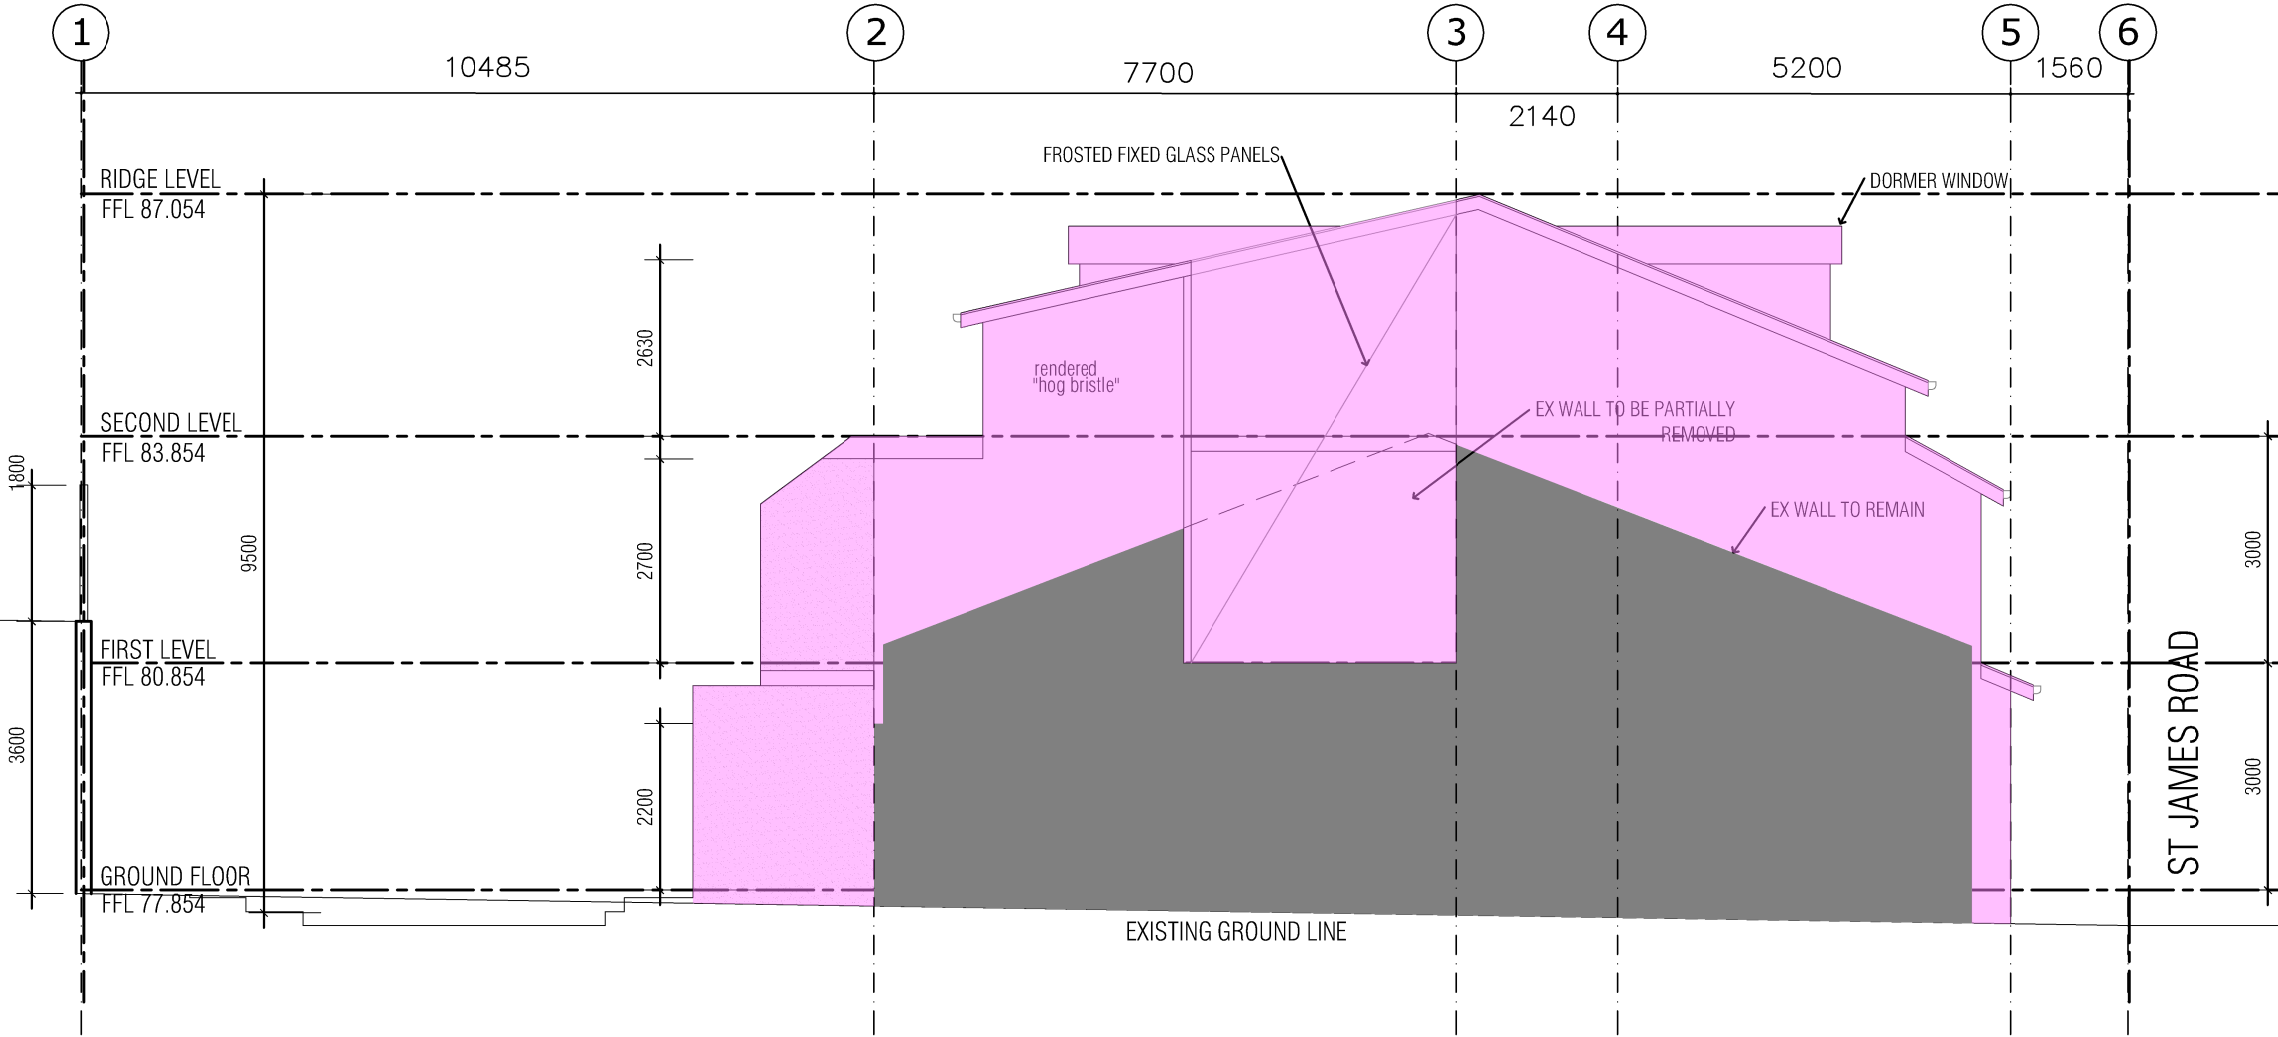 1
2
3
4
5
6
10485
7700
2140
5200
1560
FROSTED FIXED GLASS PANELS
DORMER WINDOW
RIDGE LEVEL
FFL 87.054
2630
rendered
"hog bristle"
EX WALL TO BE PARTIALLY
REMOVED
SECOND LEVEL
FFL 83.854
1800
9500
2700
EX WALL TO REMAIN
3000
FIRST LEVEL
FFL 80.854
3600
2200
3000
ST JAMES ROAD
GROUND FLOOR
FFL 77.854
EXISTING GROUND LINE